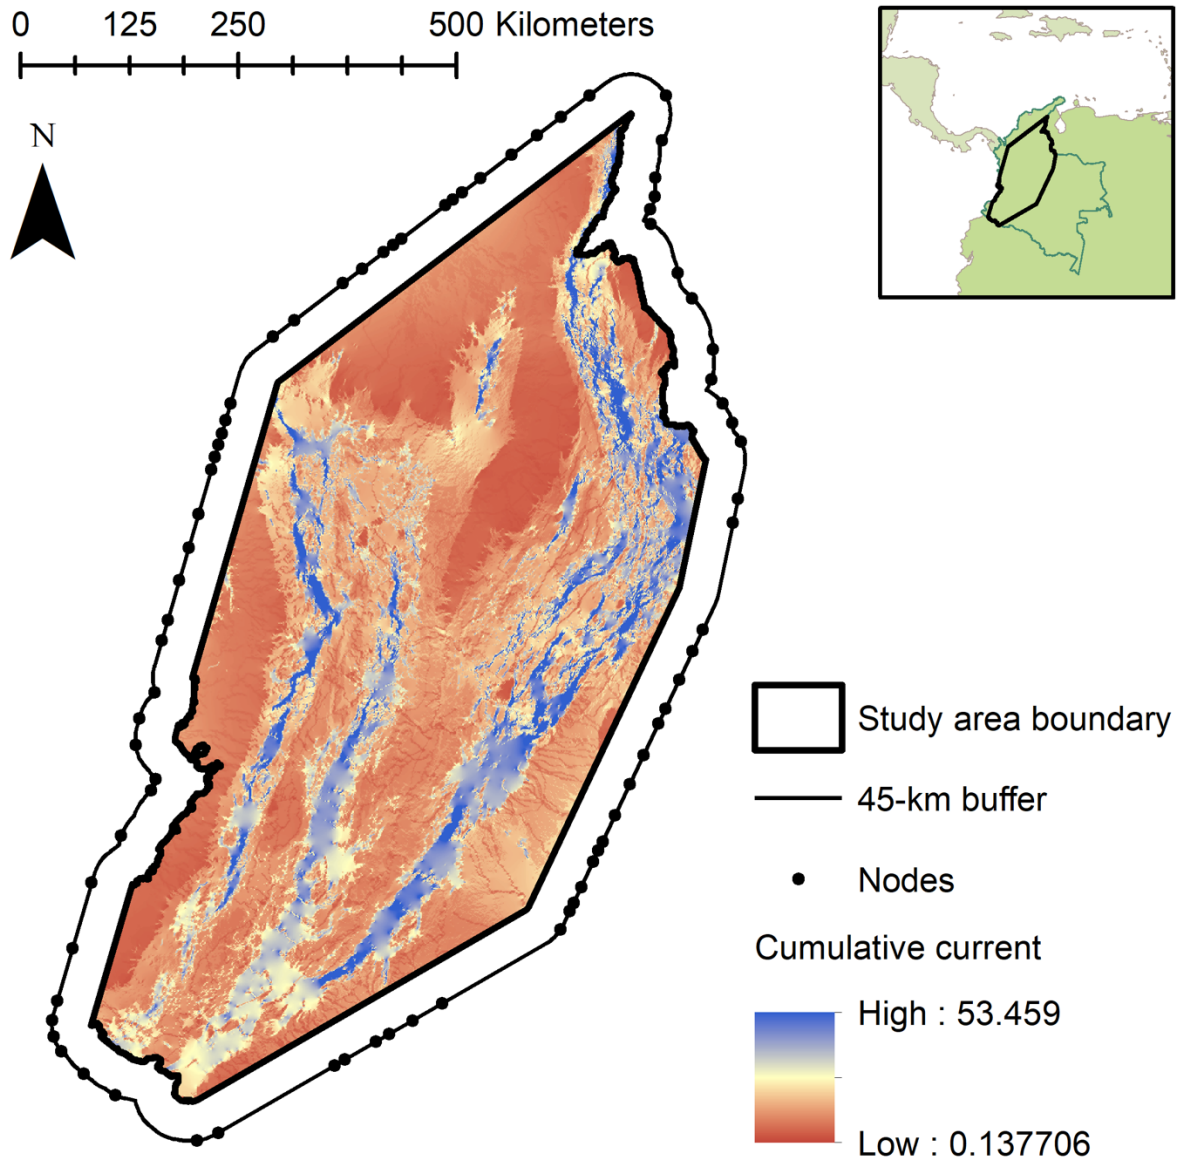 0 125 250 500 Kilometers
N
Study area boundary
45-km buffer
Nodes
Cumulative current
High : 53.459
Low : 0.137706